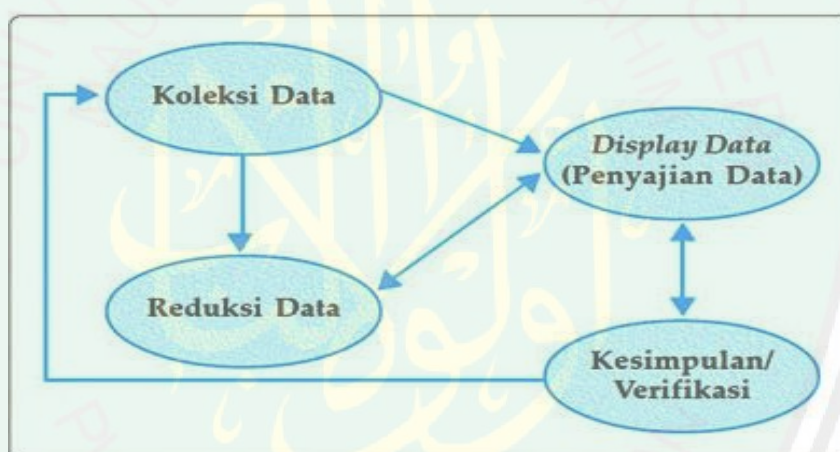 Koleksi Data
Display Data
(Penyajian Data)
Reduksi Data
Kesimpulan/
Verifikasi